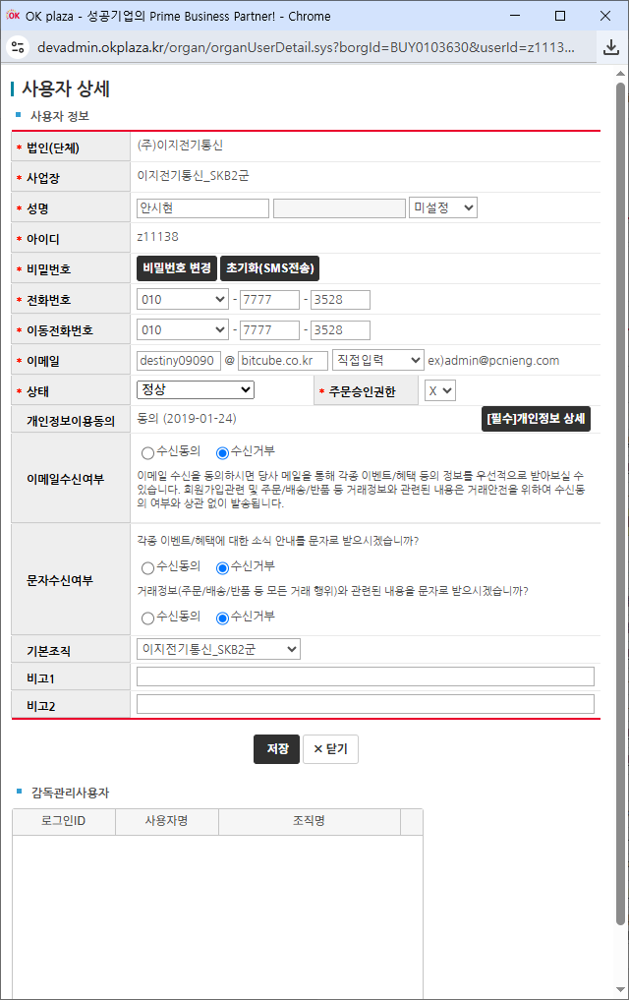 OK plaza - 성공기업의 Prime Business Partner! - Chrome
devadmin.okplaza.kr/organ/organUserDetail.sys?borgId=BUY0103630&userId=z1113...
사용자 상세
사용자 정보
* 법인(단체) (주)이지전기통신
* 사업장 이지전기통신_SKB2군
* 성명 안시현 미설정
* 아이디 z11138
* 비밀번호 비밀번호 변경 초기화(SMS전송)
* 전화번호 010 - 7777 - 3528
* 이동전화번호 010 - 7777 - 3528
* 이메일 destiny09090 @ bitcube.co.kr 직접입력 ex)admin@pcnjeng.com
* 상태 정상 * 주문승인권한 X
개인정보이용동의 동의 (2019-01-24) [필수]개인정보 상세
이메일수신여부 수신동의 수신거부
이메일 수신을 동의하시면 당사 메일을 통해 각종 이벤트/혜택 등의 정보를 우선적으로 받아보실 수
있습니다. 회원가입관련 및 주문/배송/반품 등 거래정보와 관련된 내용은 거래안전을 위하여 수신동
의 여부와 상관 없이 발송됩니다.
문자수신여부 각종 이벤트/혜택에 대한 소식 안내를 문자로 받으시겠습니까?
수신동의 수신거부
거래정보(주문/배송/반품 등 모든 거래 행위)와 관련된 내용을 문자로 받으시겠습니까?
수신동의 수신거부
기본조직 이지전기통신_SKB2군
비고1
비고2
저장 × 닫기
감독관리사용자
로그인ID 사용자명 조직명